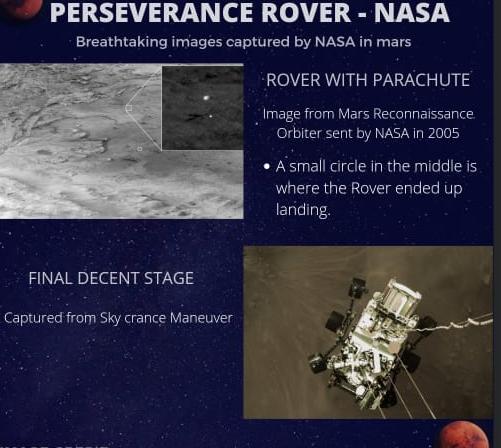 PERSEVERANCE ROVER - NASA
Breathtaking images captured by NASA in mars
ROVER WITH PARACHUTE
Image from Mars Reconnaissance
Orbiter sent by NASA in 2005
• A small circle in the middle is
where the Rover ended up
landing.
FINAL DECENT STAGE
Captured from Sky crance Maneuver